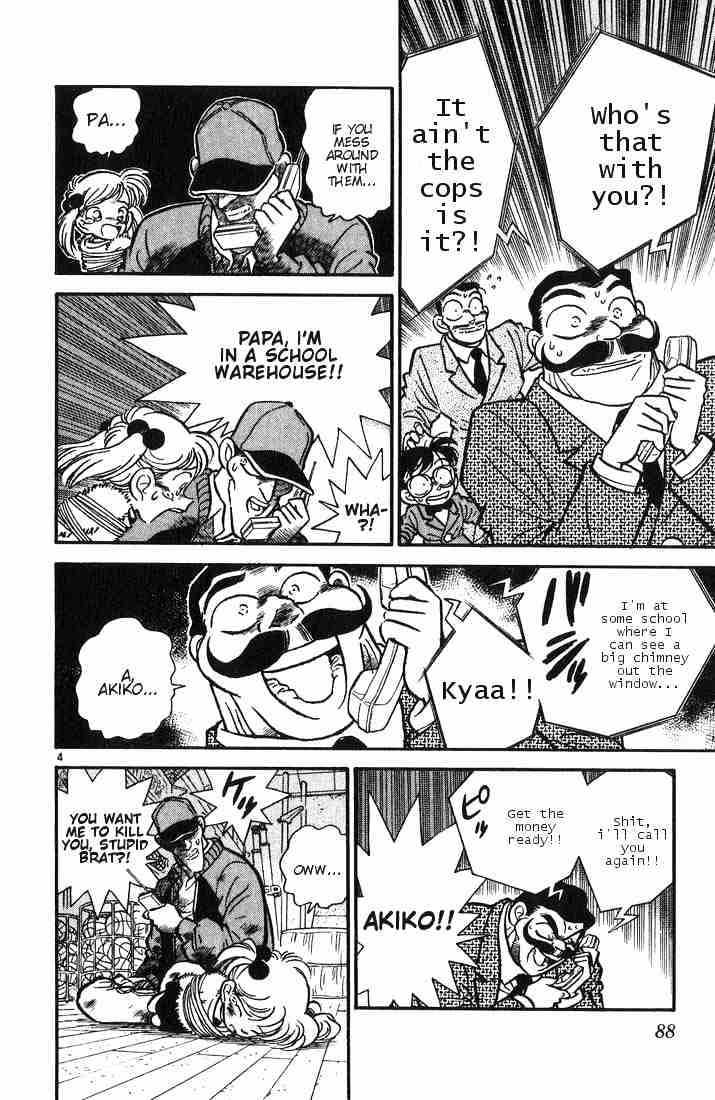 Who's
that
with
you?!
It
ain't
the
cops
is
it?!
IF YOU
MESS
AROUND
WITH
THEM...
PA...
PAPA, I'M
IN A SCHOOL
WAREHOUSE!!
WHA-
?!
I'm at
some school
where I
can see a
big chimney
out the
window...
Kyaa!!
A,
AKIKO...
4
Shit,
i'll call
you
again!!
Get the
money
ready!!
ピッ
AKIKO!!
OWW...
YOU WANT
ME TO KILL
YOU, STUPID
BRAT?!
88